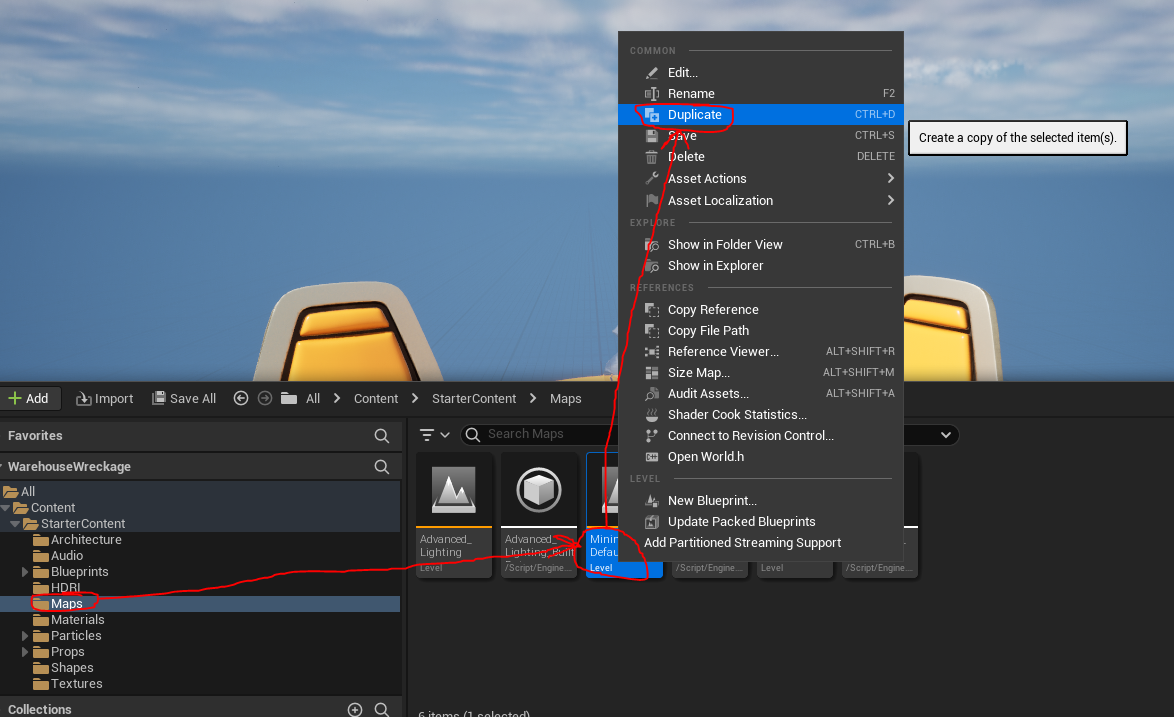 COMMON
Edit...
Rename F2
Duplicate CTRL+D
Create a copy of the selected item(s).
Save CTRL+S
Delete DELETE
Asset Actions
Asset Localization
EXPLORE
Show in Folder View CTRL+B
Show in Explorer
REFERENCES
Copy Reference
Copy File Path
Reference Viewer... ALT+SHIFT+R
Size Map... ALT+SHIFT+M
Audit Assets... ALT+SHIFT+A
Shader Cook Statistics...
Connect to Revision Control...
Open World.h
LEVEL
New Blueprint...
Update Packed Blueprints
Add Partitioned Streaming Support
Add Import Save All All Content StarterContent Maps
Favorites
WarehouseWreckage
All
Content
StarterContent
Architecture
Audio
Blueprints
HDRI
Maps
Materials
Particles
Props
Shapes
Textures
Collections
Search Maps
Advanced_
Lighting
Level
Advanced_
Lighting_Built
/Script/Engine...
Level
/Script/Engine...
Level
/Script/Engine...
6 items (1 selected)